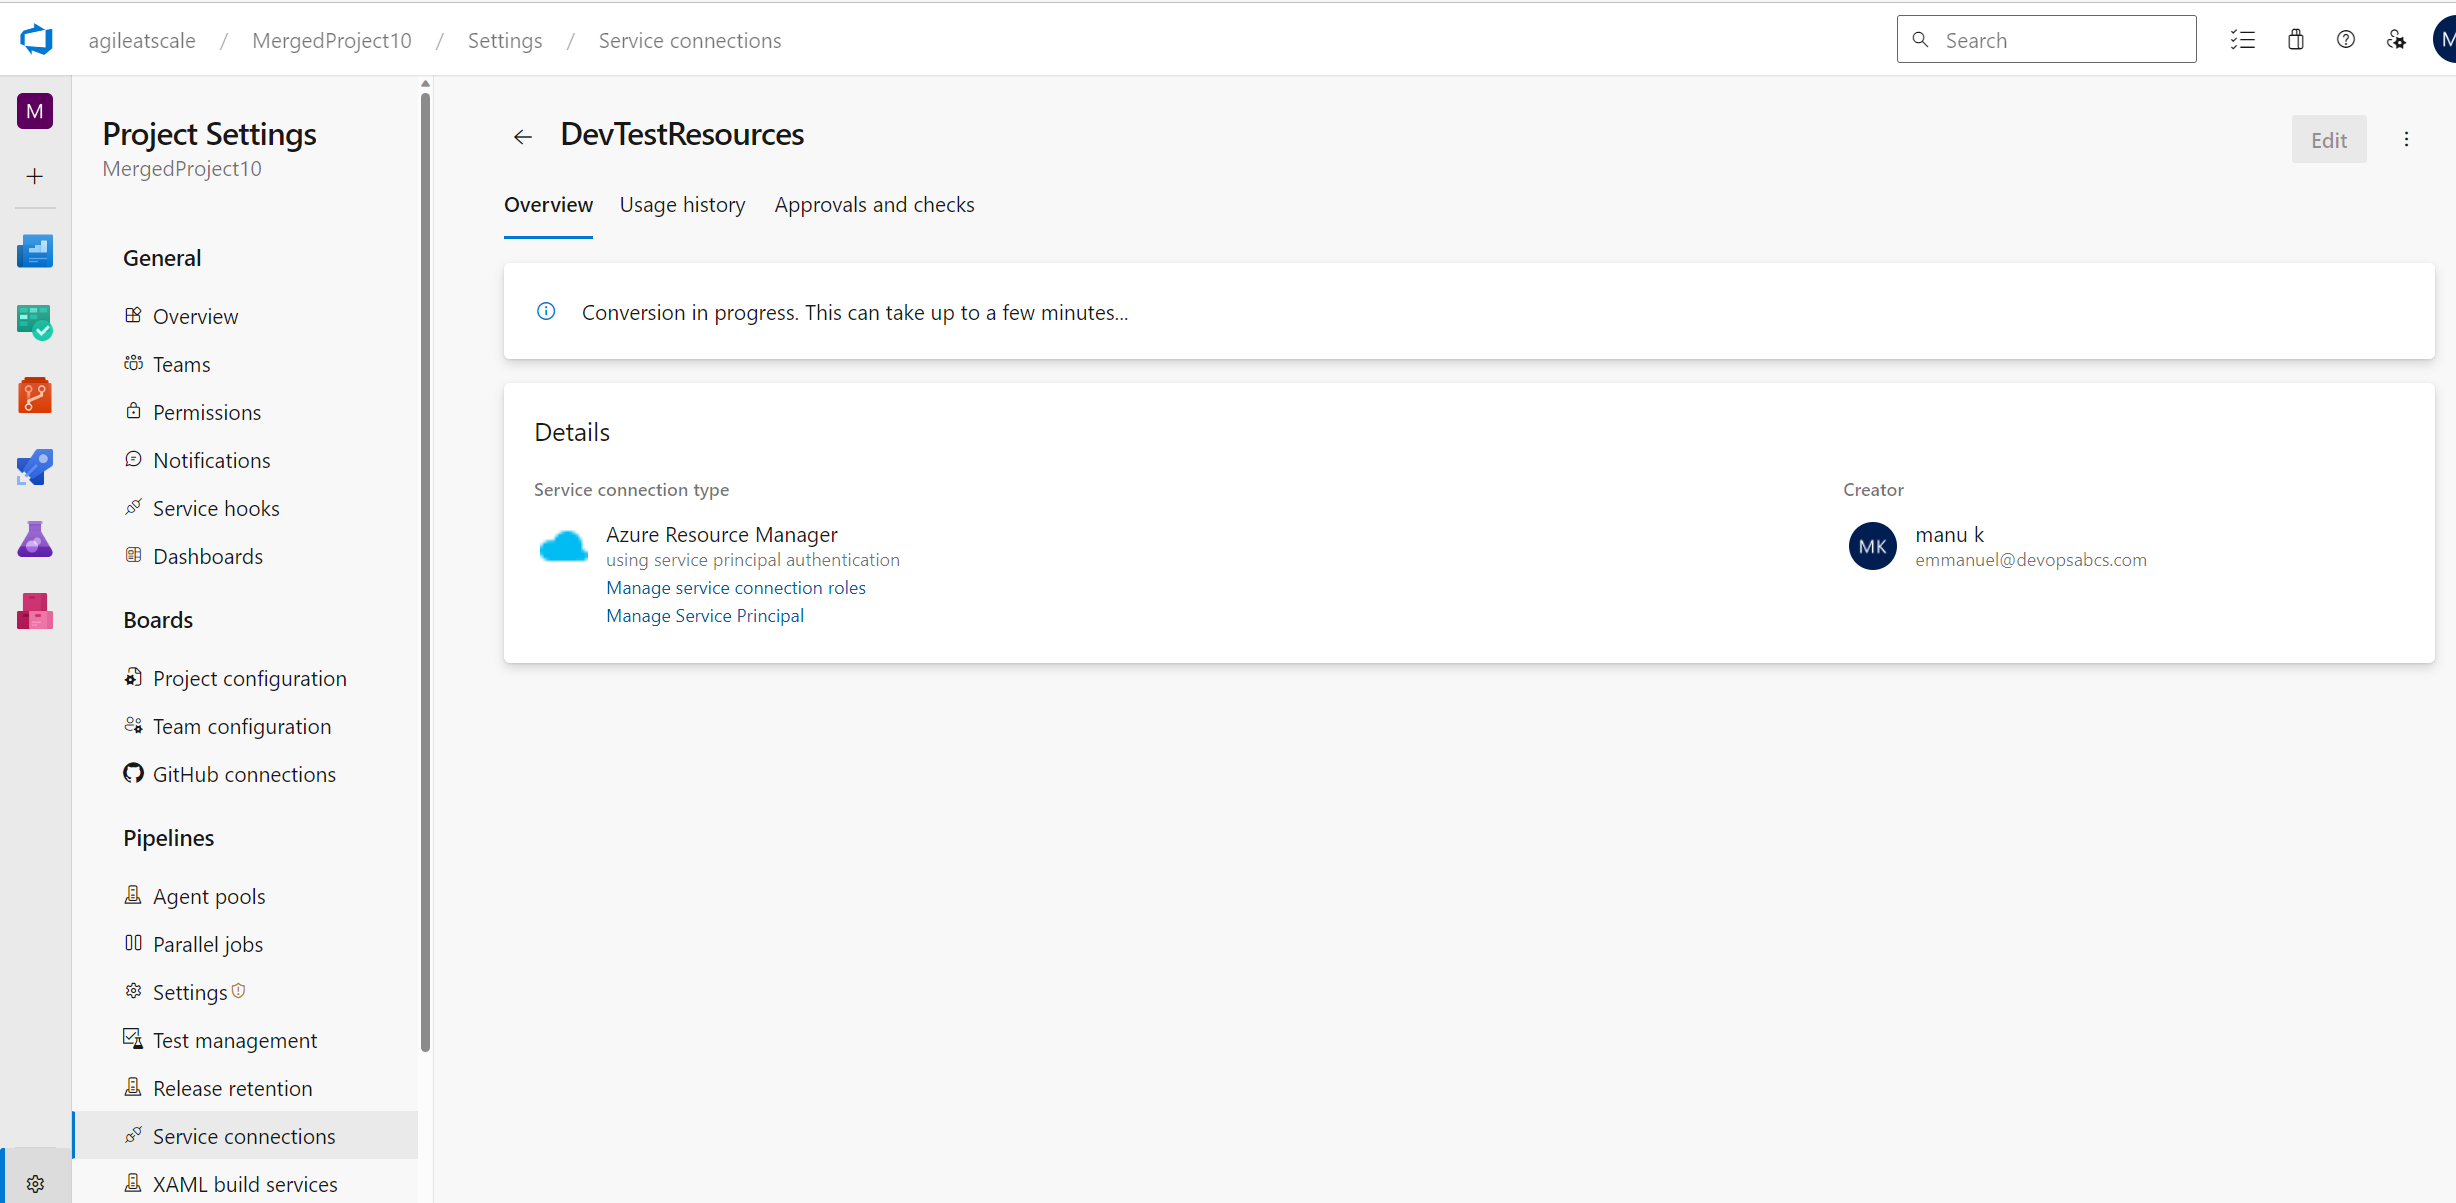 agileatscale / MergedProject10 / Settings / Service connections
Search
M
M
Project Settings
MergedProject10
General
Overview
Teams
Permissions
Notifications
Service hooks
Dashboards
Boards
Project configuration
Team configuration
GitHub connections
Pipelines
Agent pools
Parallel jobs
Settings
Test management
Release retention
Service connections
XAML build services
DevTestResources
Edit
Overview
Usage history
Approvals and checks
Conversion in progress. This can take up to a few minutes...
Details
Service connection type
Azure Resource Manager
using service principal authentication
Manage service connection roles
Manage Service Principal
Creator
MK
manu k
emmanuel@devopsabcs.com